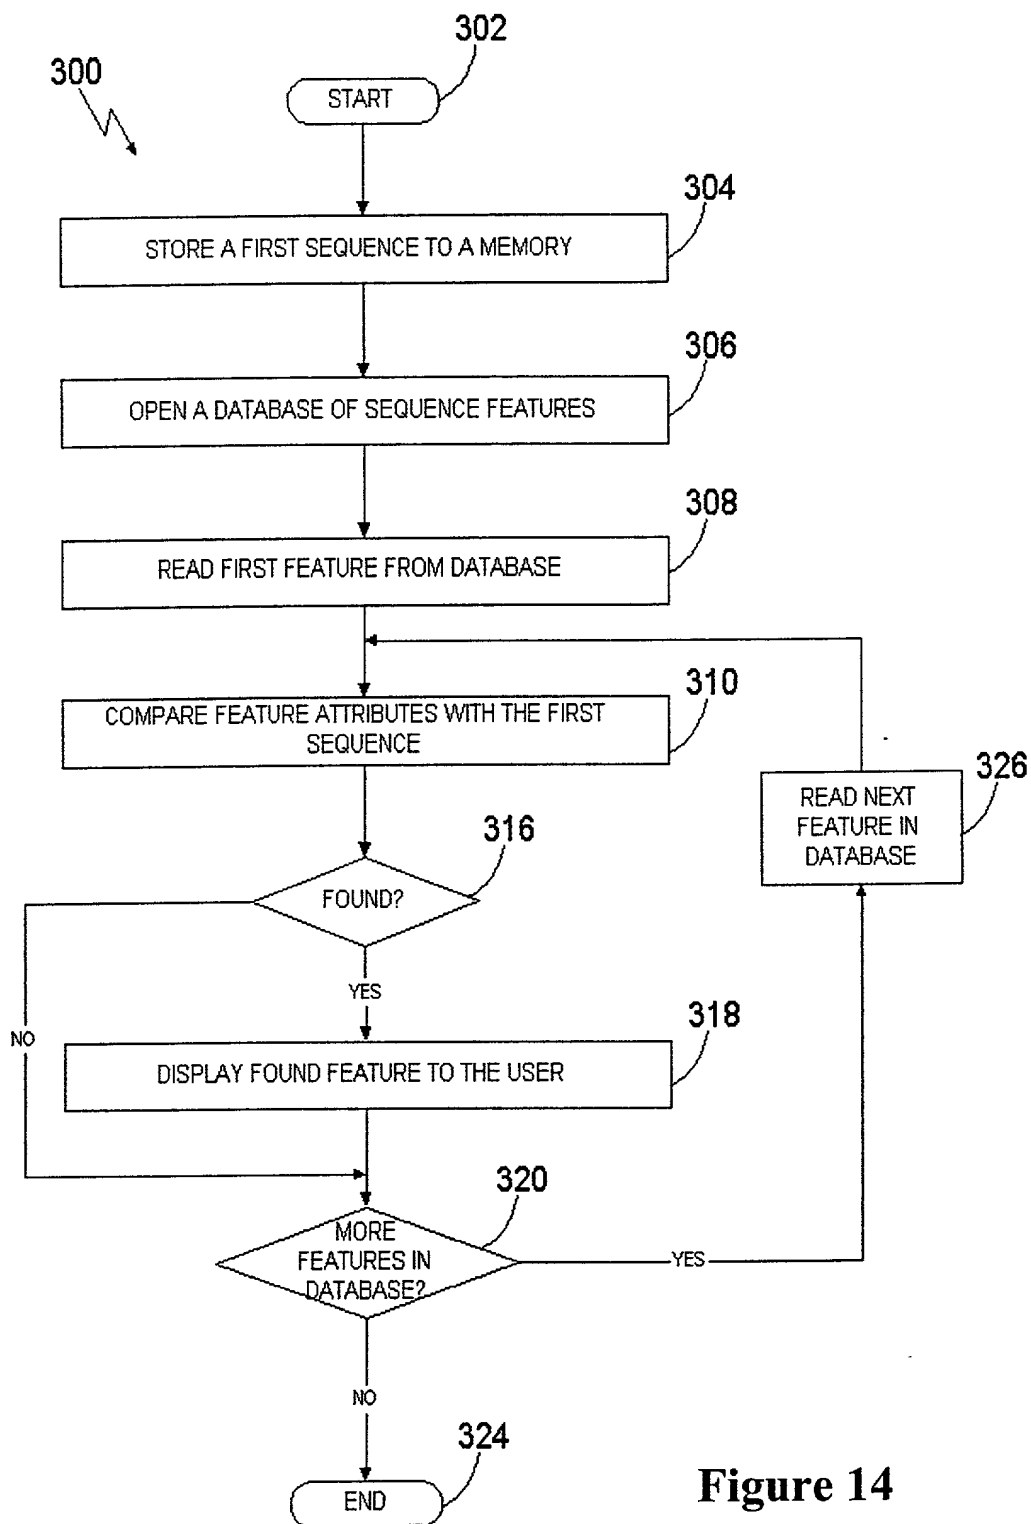 302
300
START
304
STORE A FIRST SEQUENCE TO A MEMORY
306
OPEN A DATABASE OF SEQUENCE FEATURES
308
READ FIRST FEATURE FROM DATABASE
310
COMPARE FEATURE ATTRIBUTES WITH THE FIRST
SEQUENCE
326
READ NEXT
FEATURE IN
DATABASE
316
FOUND?
YES
NO
318
DISPLAY FOUND FEATURE TO THE USER
320
MORE
FEATURES IN
DATABASE?
YES
NO
324
END
Figure 14